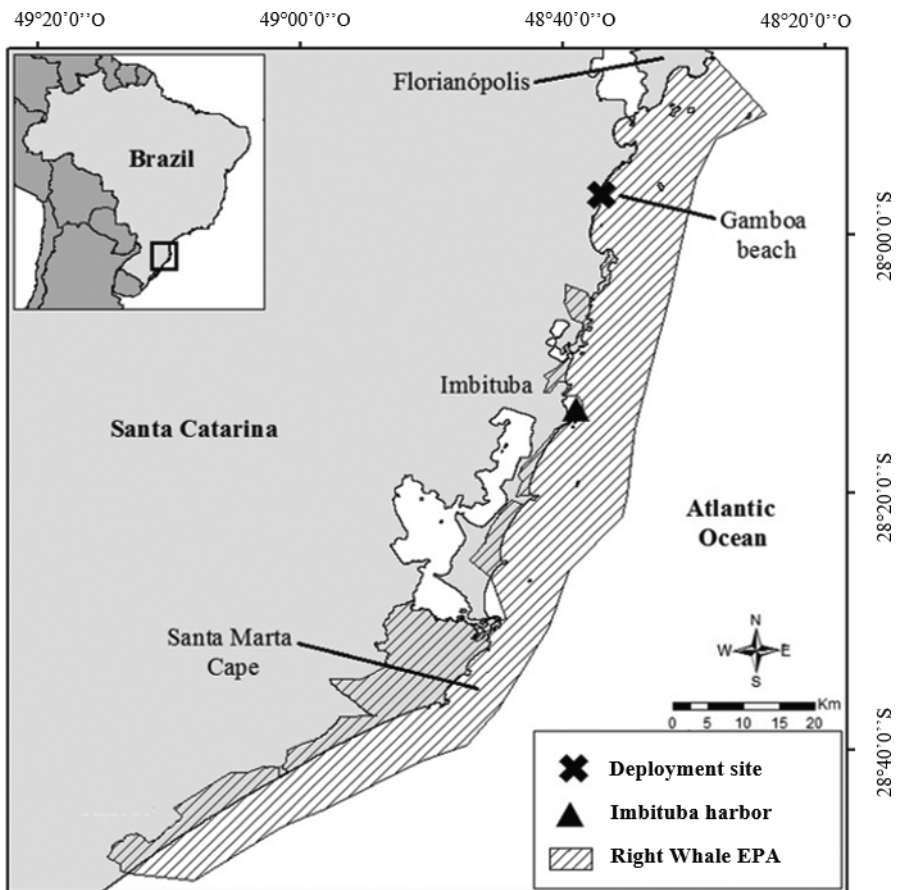 49°20'0''O
49°00'0''O
48°40'0''O
48°20'0''O
Florianópolis
Brazil
Gamboa
beach
28°00'0''S
Imbituba
Santa Catarina
28°20'0''S
Atlantic
Ocean
Santa Marta
Cape
N
W
E
S
Km
0 5 10 15 20
28°40'0''S
Deployment site
Imbituba harbor
Right Whale EPA